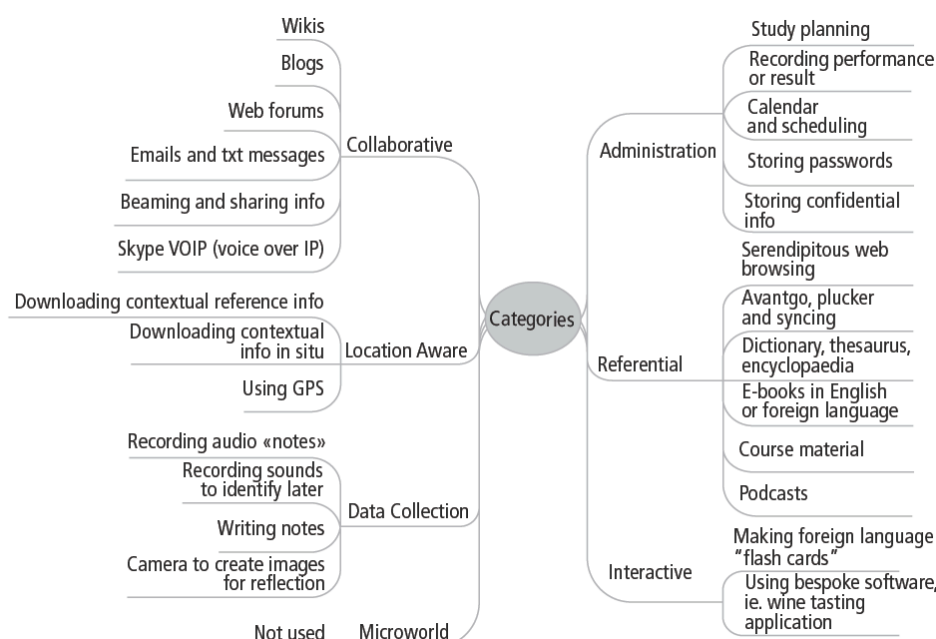 Wikis
Blogs
Web forums
Emails and txt messages
Beaming and sharing info
Skype VOIP (voice over IP)
Collaborative
Downloading contextual reference info
Downloading contextual
info in situ
Using GPS
Location Aware
Recording audio «notes»
Recording sounds
to identify later
Writing notes
Camera to create images
for reflection
Data Collection
Not used
Microworld
Categories
Administration
Study planning
Recording performance
or result
Calendar
and scheduling
Storing passwords
Storing confidential
info
Referential
Serendipitous web
browsing
Avantgo, plucker
and syncing
Dictionary, thesaurus,
encyclopaedia
E-books in English
or foreign language
Course material
Podcasts
Interactive
Making foreign language
“flash cards”
Using bespoke software,
ie. wine tasting
application